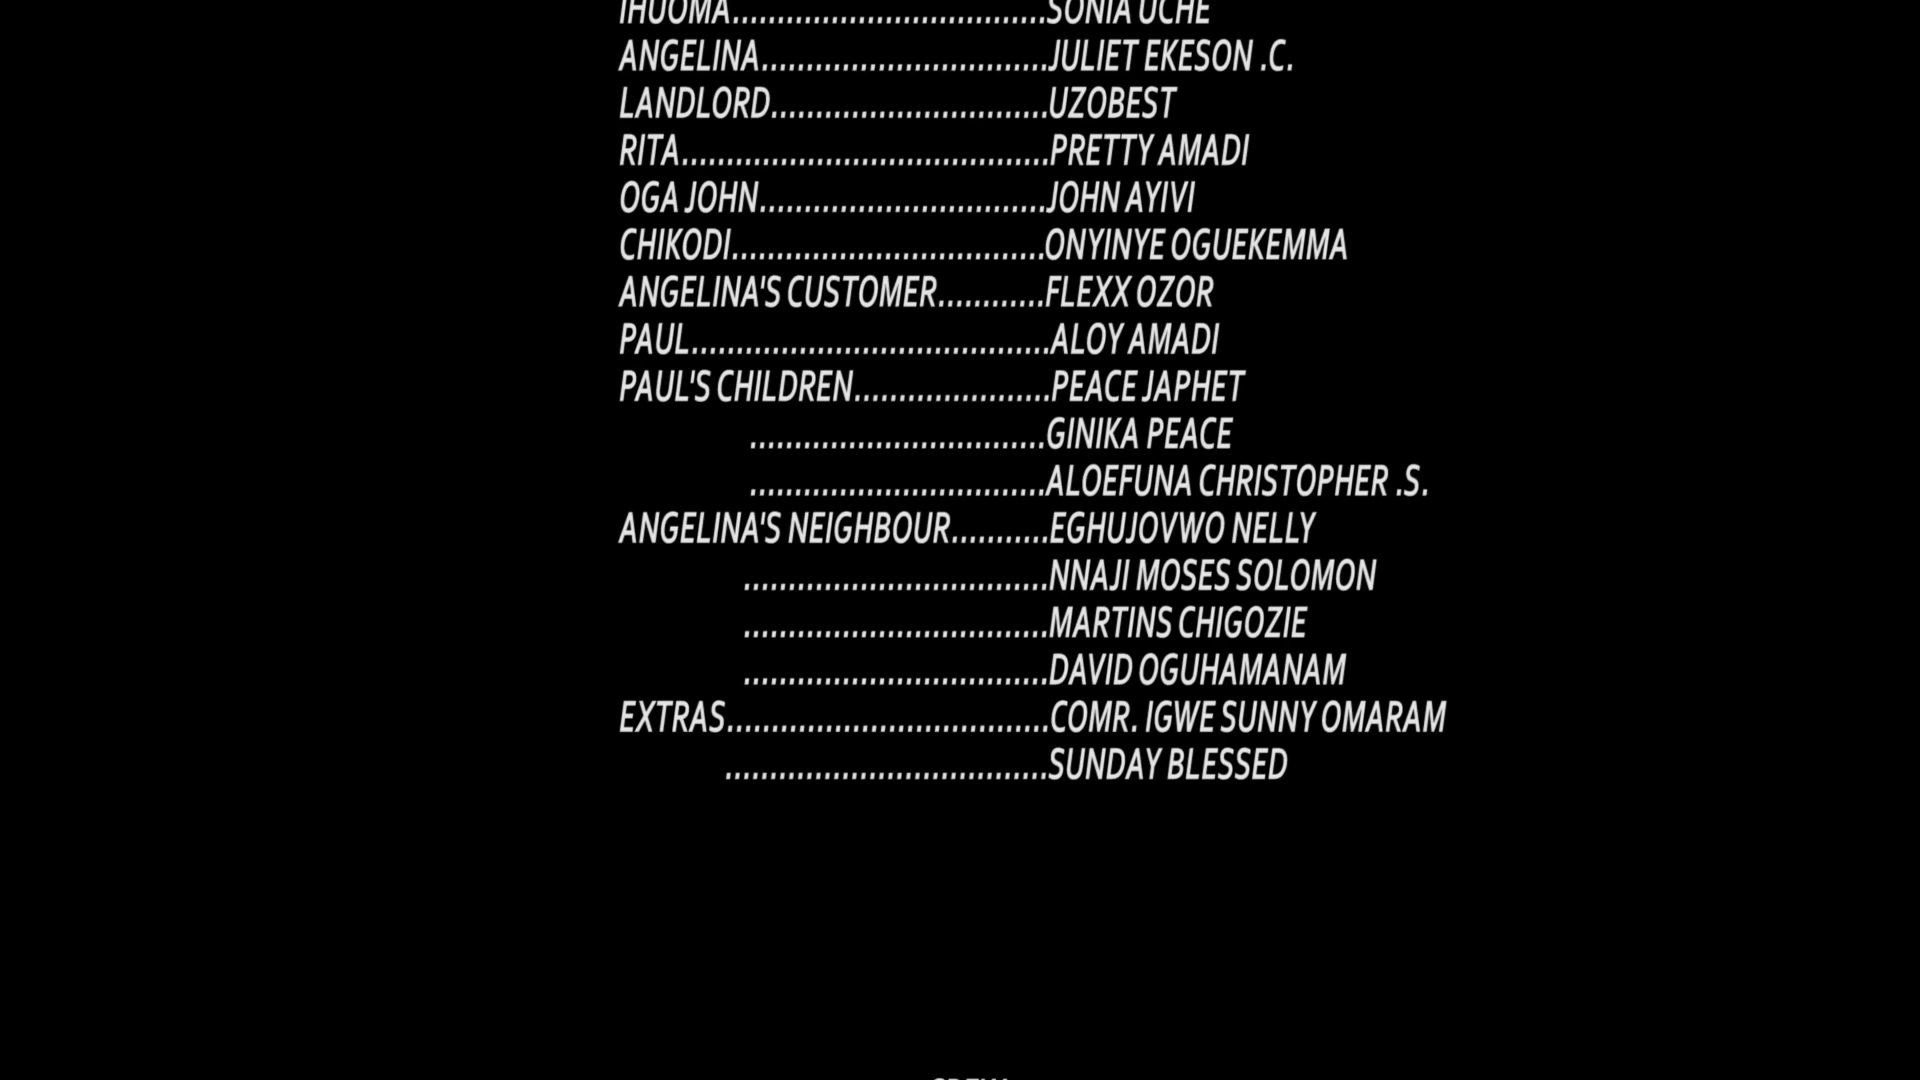 IHUOMA...................................SONIA UCHE
ANGELINA................................JULIET EKESON .C.
LANDLORD...............................UZOBEST
RITA.........................................PRETTY AMADI
OGA JOHN................................JOHN AYIVI
CHIKODI...................................ONYINYE OGUEKEMMA
ANGELINA'S CUSTOMER............FLEXX OZOR
PAUL........................................ALOY AMADI
PAUL'S CHILDREN......................PEACE JAPHET
.................................GINIKA PEACE
.................................ALOEFUNA CHRISTOPHER .S.
ANGELINA'S NEIGHBOUR...........EGHUJOVWO NELLY
..................................NNAJI MOSES SOLOMON
..................................MARTINS CHIGOZIE
..................................DAVID OGUHAMANAM
EXTRAS....................................COMR. IGWE SUNNY OMARAM
....................................SUNDAY BLESSED